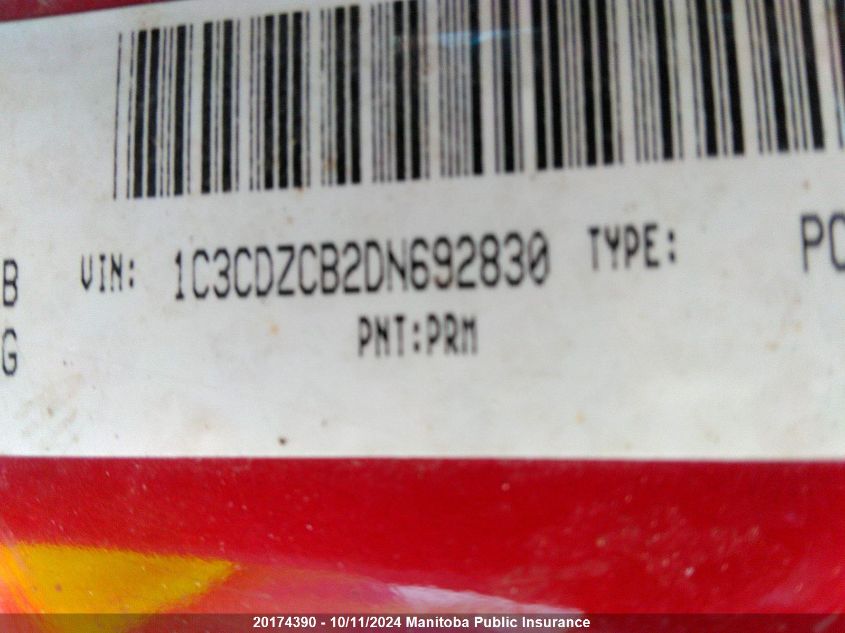 B VIN: 1C3CDZCB2DN692830 TYPE: PC
G PNT:PRM
20174390 - 10/11/2024 Manitoba Public Insurance